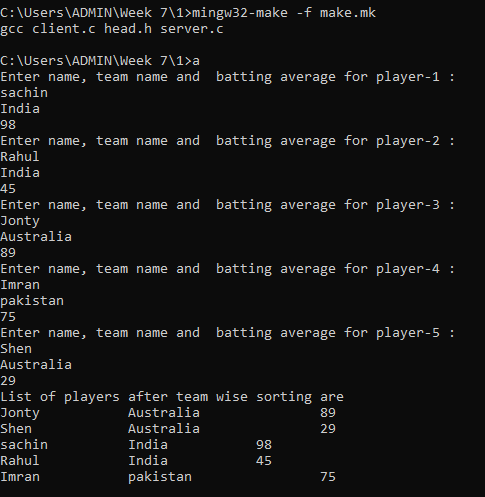 C:\Users\ADMIN\Week 7\1>mingw32-make -f make.mk
gcc client.c head.h server.c
C:\Users\ADMIN\Week 7\1>a
Enter name, team name and  batting average for player-1 :
sachin
India
98
Enter name, team name and  batting average for player-2 :
Rahul
India
45
Enter name, team name and  batting average for player-3 :
Jonty
Australia
89
Enter name, team name and  batting average for player-4 :
Imran
pakistan
75
Enter name, team name and  batting average for player-5 :
Shen
Australia
29
List of players after team wise sorting are
Jonty           Australia               89
Shen            Australia               29
sachin          India           98
Rahul           India           45
Imran           pakistan                75